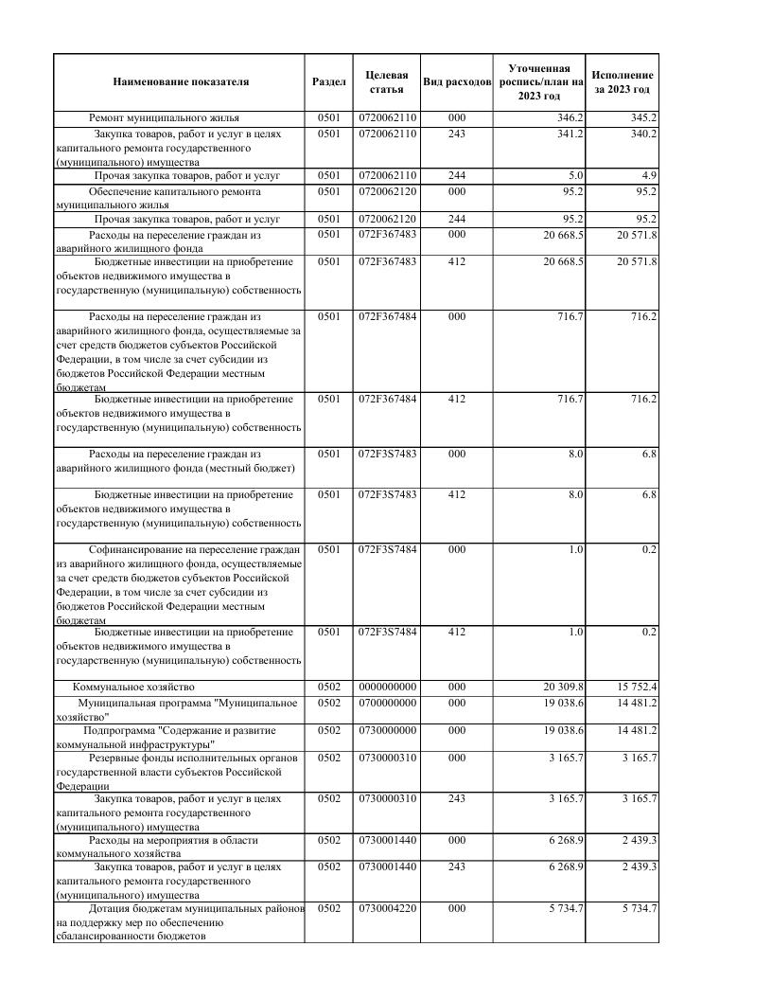 Наименование показателя Раздел Целевая статья Вид расходов Уточненная роспись/план на 2023 год Исполнение за 2023 год
Ремонт муниципального жилья 0501 0720062110 000 346.2 345.2
Закупка товаров, работ и услуг в целях 0501 0720062110 243 341.2 340.2
капитального ремонта государственного
(муниципального) имущества
Прочая закупка товаров, работ и услуг 0501 0720062110 244 5.0 4.9
Обеспечение капитального ремонта 0501 0720062120 000 95.2 95.2
муниципального жилья
Прочая закупка товаров, работ и услуг 0501 0720062120 244 95.2 95.2
Расходы на переселение граждан из 0501 072F367483 000 20 668.5 20 571.8
аварийного жилищного фонда
Бюджетные инвестиции на приобретение 0501 072F367483 412 20 668.5 20 571.8
объектов недвижимого имущества в
государственную (муниципальную) собственность
Расходы на переселение граждан из 0501 072F367484 000 716.7 716.2
аварийного жилищного фонда, осуществляемые за
счет средств бюджетов субъектов Российской
Федерации, в том числе за счет субсидии из
бюджетов Российской Федерации местным
бюджетам
Бюджетные инвестиции на приобретение 0501 072F367484 412 716.7 716.2
объектов недвижимого имущества в
государственную (муниципальную) собственность
Расходы на переселение граждан из 0501 072F3S7483 000 8.0 6.8
аварийного жилищного фонда (местный бюджет)
Бюджетные инвестиции на приобретение 0501 072F3S7483 412 8.0 6.8
объектов недвижимого имущества в
государственную (муниципальную) собственность
Софинансирование на переселение граждан 0501 072F3S7484 000 1.0 0.2
из аварийного жилищного фонда, осуществляемые
за счет средств бюджетов субъектов Российской
Федерации, в том числе за счет субсидии из
бюджетов Российской Федерации местным
бюджетам
Бюджетные инвестиции на приобретение 0501 072F3S7484 412 1.0 0.2
объектов недвижимого имущества в
государственную (муниципальную) собственность
Коммунальное хозяйство 0502 0000000000 000 20 309.8 15 752.4
Муниципальная программа "Муниципальное 0502 0700000000 000 19 038.6 14 481.2
хозяйство"
Подпрограмма "Содержание и развитие 0502 0730000000 000 19 038.6 14 481.2
коммунальной инфраструктуры"
Резервные фонды исполнительных органов 0502 0730000310 000 3 165.7 3 165.7
государственной власти субъектов Российской
Федерации
Закупка товаров, работ и услуг в целях 0502 0730000310 243 3 165.7 3 165.7
капитального ремонта государственного
(муниципального) имущества
Расходы на мероприятия в области 0502 0730001440 000 6 268.9 2 439.3
коммунального хозяйства
Закупка товаров, работ и услуг в целях 0502 0730001440 243 6 268.9 2 439.3
капитального ремонта государственного
(муниципального) имущества
Дотация бюджетам муниципальных районов 0502 0730004220 000 5 734.7 5 734.7
на поддержку мер по обеспечению
сбалансированности бюджетов